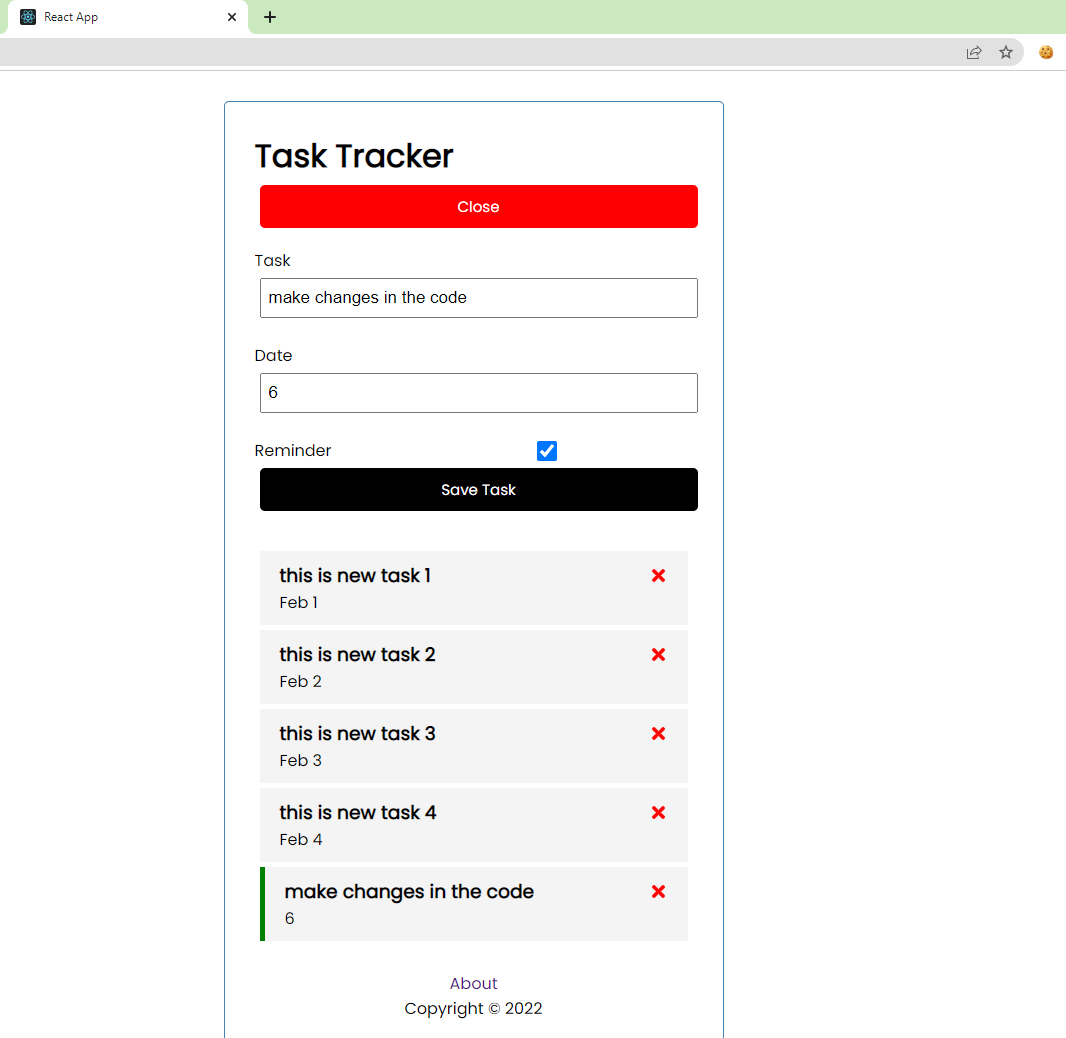 React App
Task Tracker
Close
Task
make changes in the code
Date
6
Reminder
Save Task
this is new task 1
Feb 1
this is new task 2
Feb 2
this is new task 3
Feb 3
this is new task 4
Feb 4
make changes in the code
6
About
Copyright © 2022